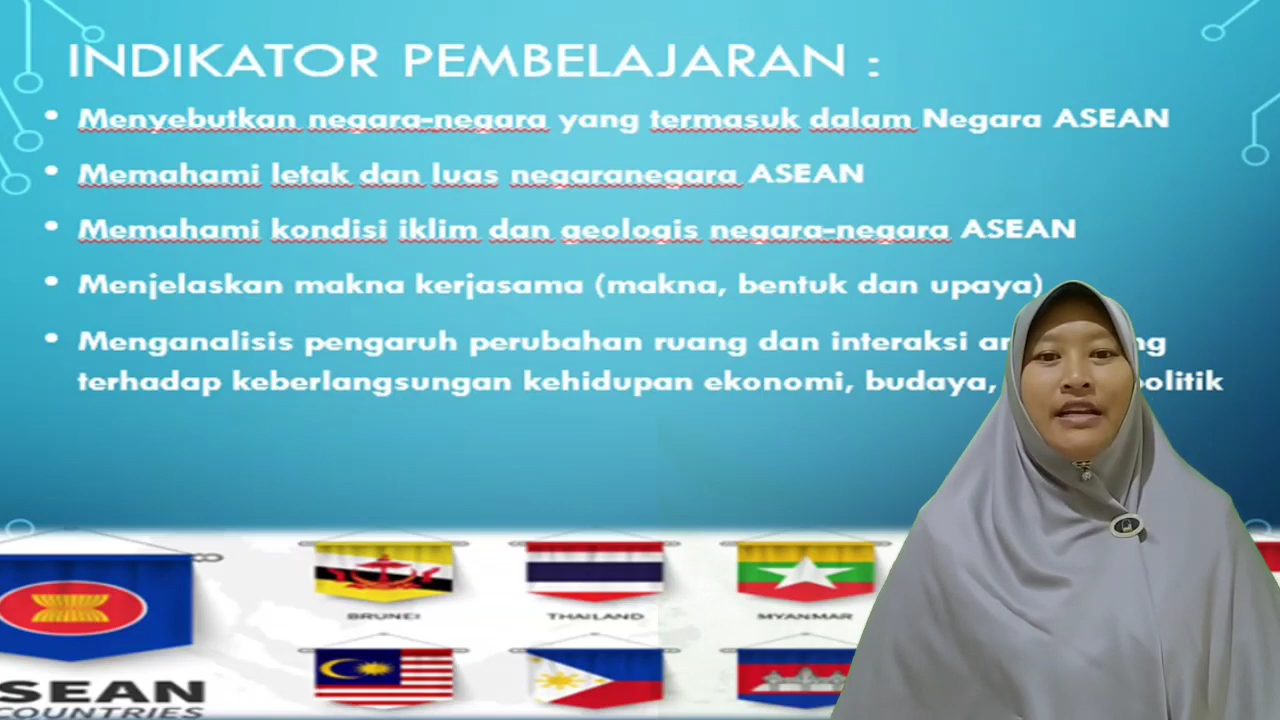 INDIKATOR PEMBELAJARAN :
• Menyebutkan negara-negara yang termasuk dalam Negara ASEAN
• Memahami letak dan luas negaranegara ASEAN
• Memahami kondisi iklim dan geologis negara-negara ASEAN
• Menjelaskan makna kerjasama (makna, bentuk dan upaya)
• Menganalisis pengaruh perubahan ruang dan interaksi
terhadap keberlangsungan kehidupan ekonomi, budaya, politik
BRUNEI THAILAND MYANMAR
SEAN
COUNTRIES